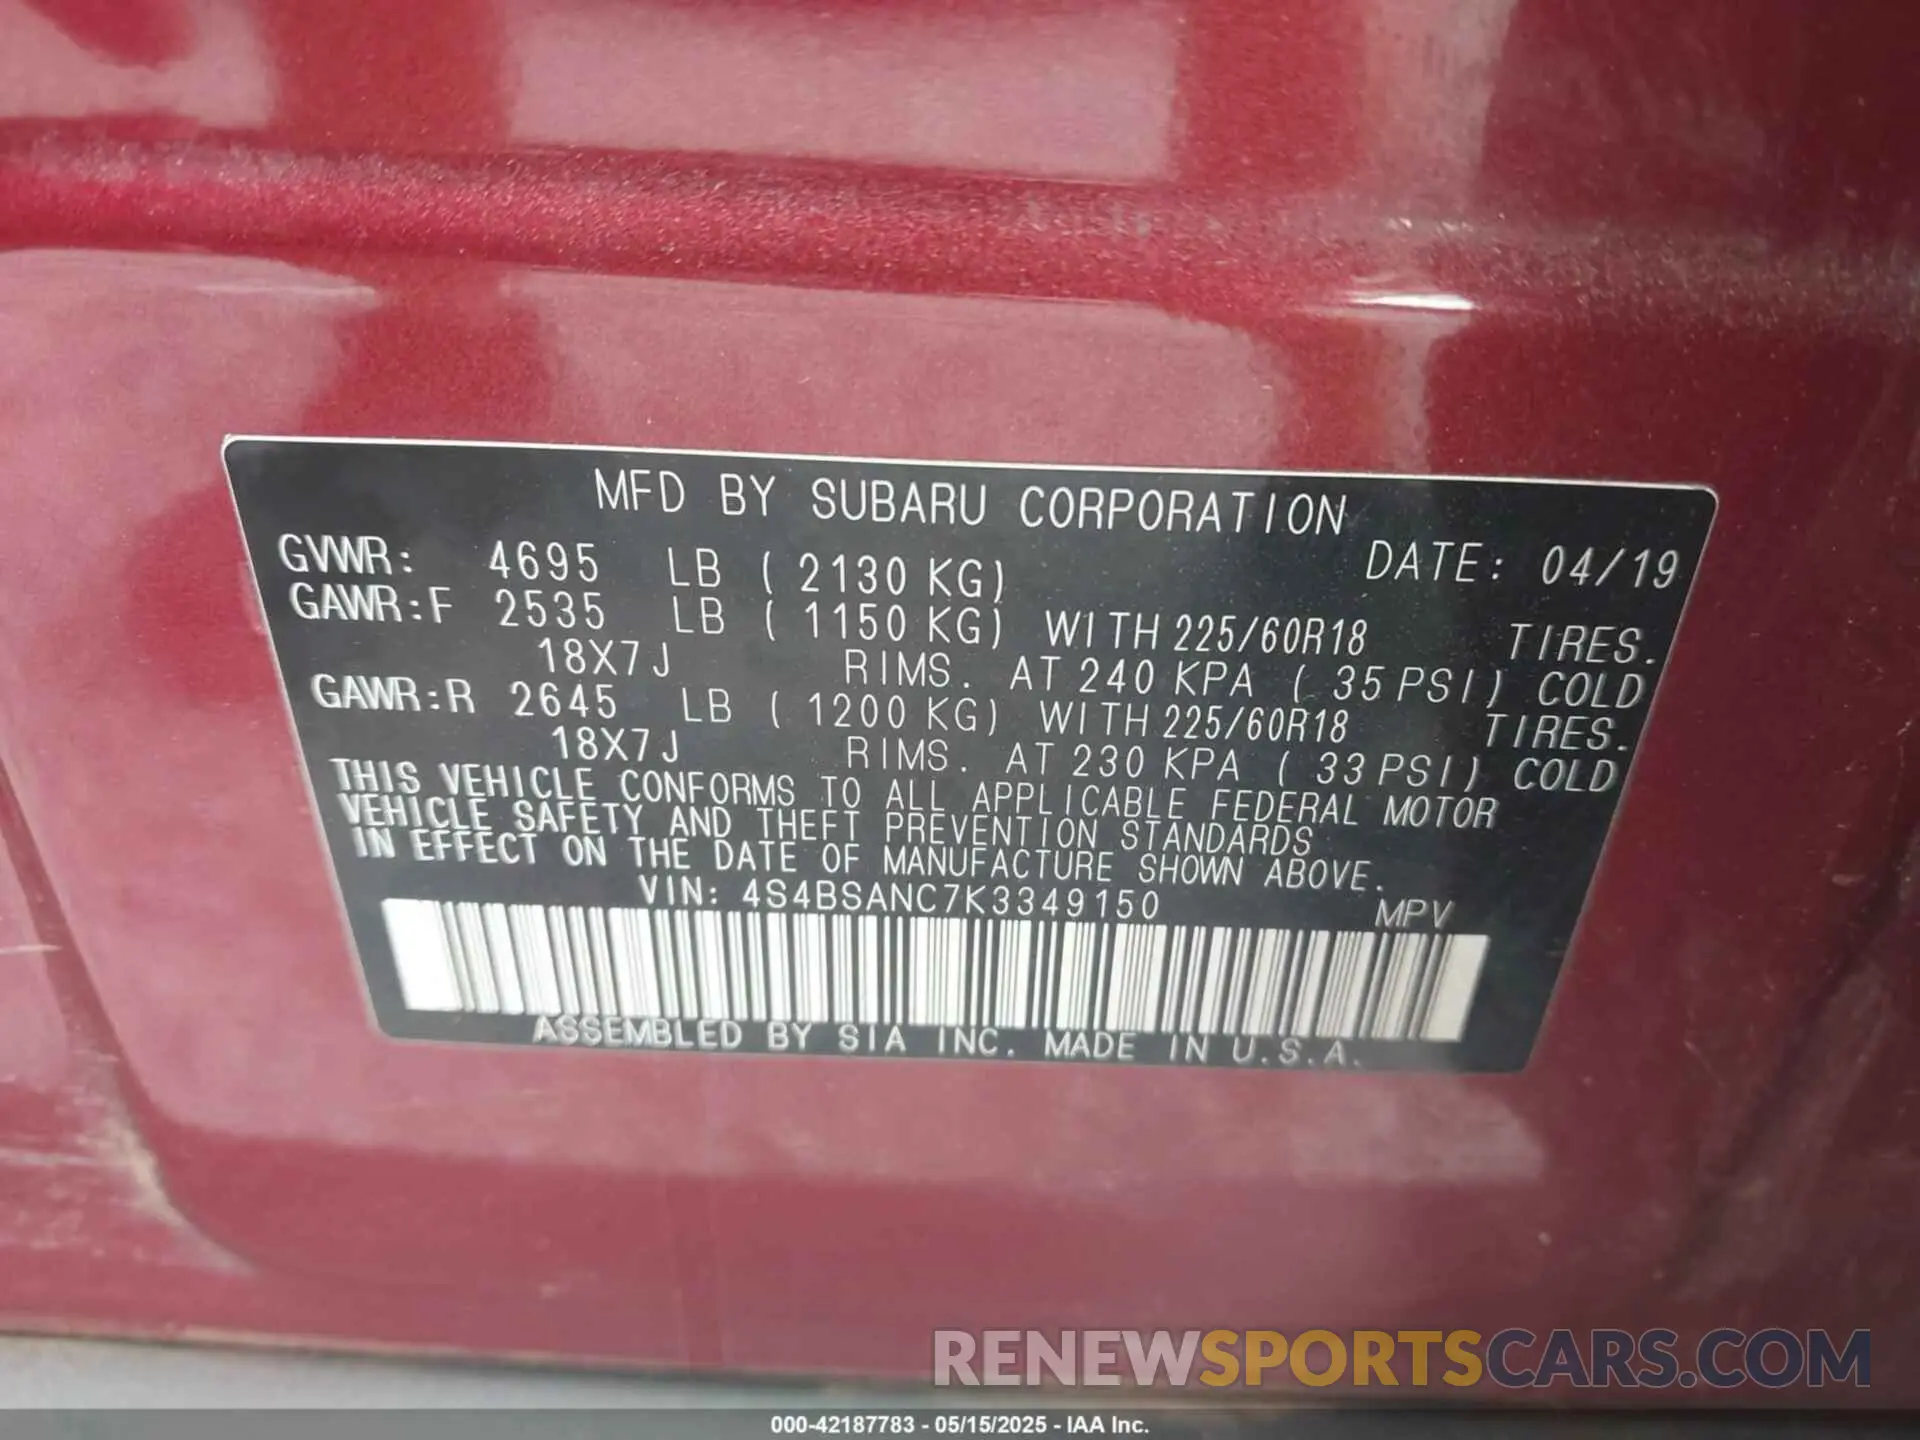 MFD BY SUBARU CORPORATION
DATE: 04/19
GVWR: 4695 LB ( 2130 KG)
GAWR:F 2535 LB ( 1150 KG) WITH 225/60R18 TIRES.
18X7J RIMS. AT 240 KPA ( 35 PSI) COLD
GAWR:R 2645 LB ( 1200 KG) WITH 225/60R18 TIRES.
18X7J RIMS. AT 230 KPA ( 33 PSI) COLD
THIS VEHICLE CONFORMS TO ALL APPLICABLE FEDERAL MOTOR
VEHICLE SAFETY AND THEFT PREVENTION STANDARDS
IN EFFECT ON THE DATE OF MANUFACTURE SHOWN ABOVE.
VIN: 4S4BSANC7K3349150 MPV
ASSEMBLED BY SIA INC. MADE IN U.S.A.
RENEWSPORTSCARS.COM
000-42187783 - 05/15/2025 - IAA Inc.